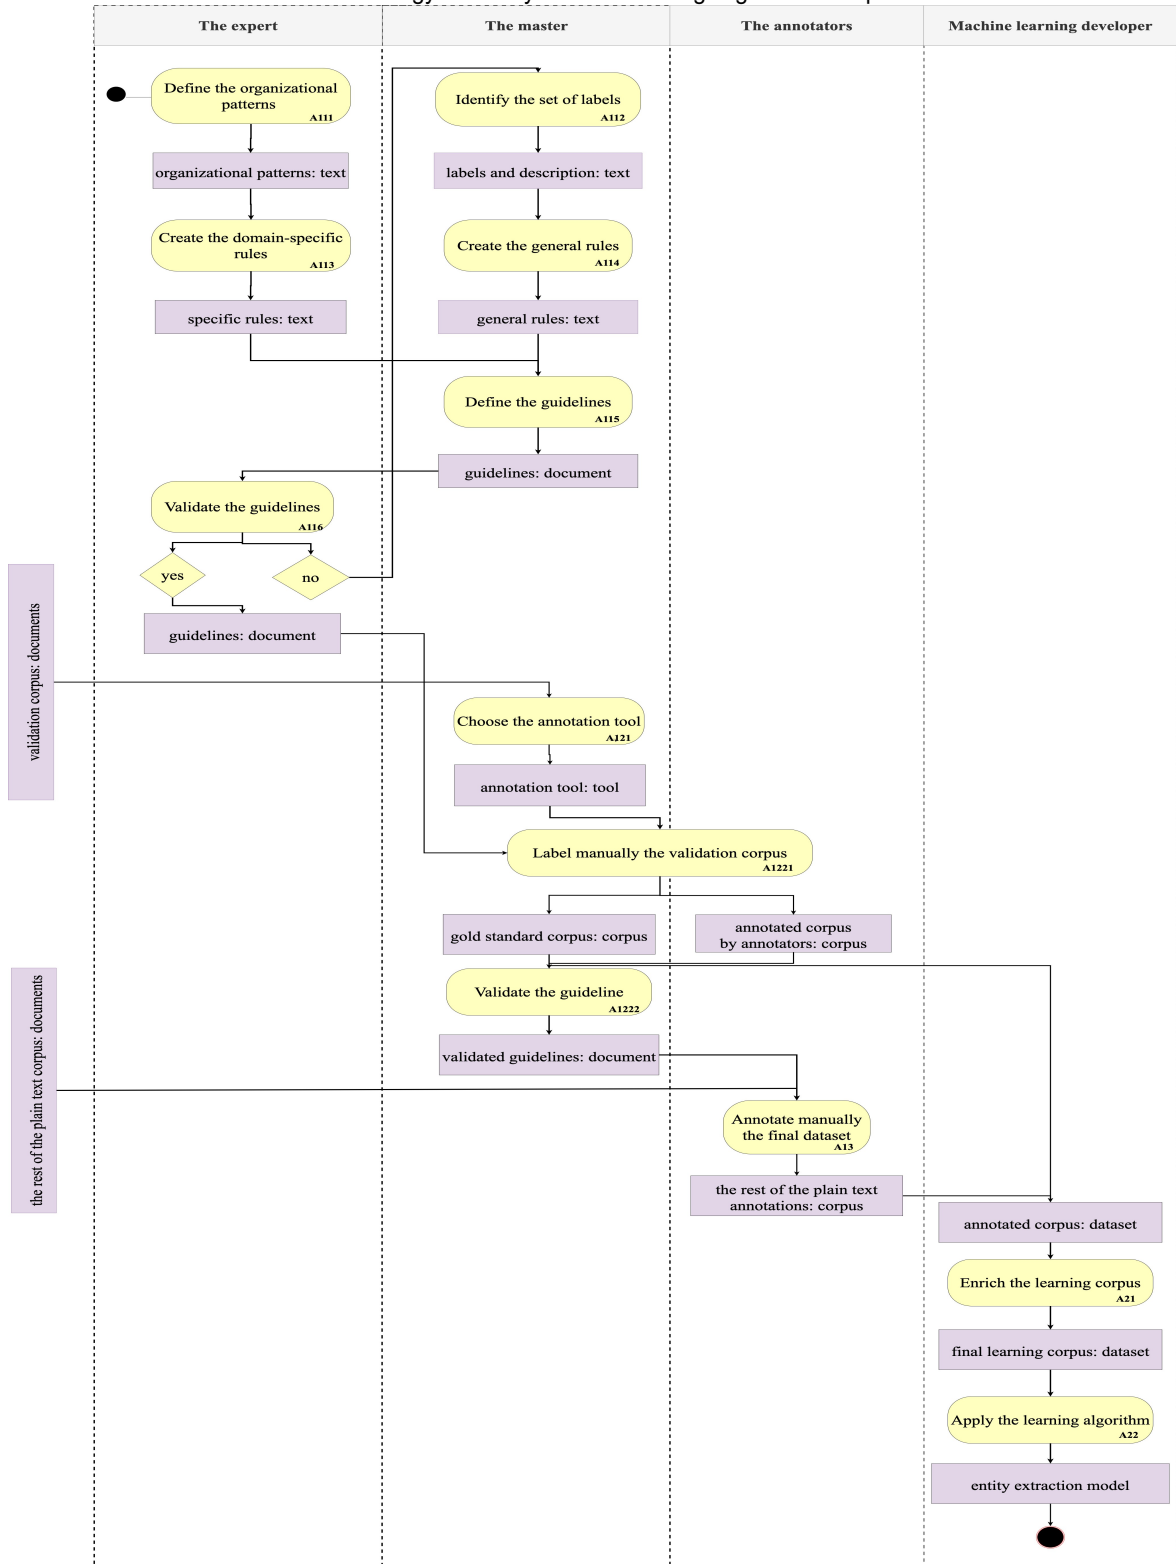 The expert
The master
The annotators
Machine learning developer
Define the organizational
patterns
A111
Identify the set of labels
A112
organizational patterns: text
labels and description: text
Create the domain-specific
rules
A113
Create the general rules
A114
specific rules: text
general rules: text
Define the guidelines
A115
guidelines: document
Validate the guidelines
A116
yes
no
guidelines: document
validation corpus: documents
Choose the annotation tool
A121
annotation tool: tool
Label manually the validation corpus
A1221
gold standard corpus: corpus
annotated corpus
by annotators: corpus
Validate the guideline
A1222
validated guidelines: document
the rest of the plain text corpus: documents
Annotate manually
the final dataset
A13
the rest of the plain text
annotations: corpus
annotated corpus: dataset
Enrich the learning corpus
A21
final learning corpus: dataset
Apply the learning algorithm
A22
entity extraction model